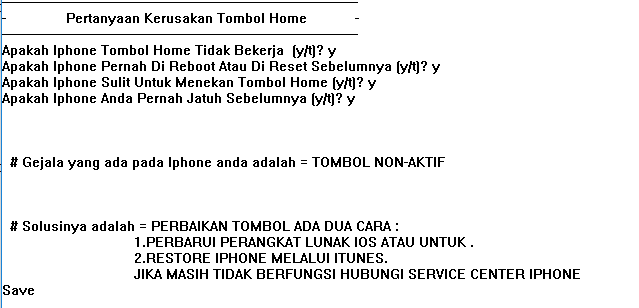 - Pertanyaan Kerusakan Tombol Home -
Apakah Iphone Tombol Home Tidak Bekerja (y/t)? y
Apakah Iphone Pernah Di Reboot Atau Di Reset Sebelumnya (y/t)? y
Apakah Iphone Sulit Untuk Menekan Tombol Home (y/t)? y
Apakah Iphone Anda Pernah Jatuh Sebelumnya (y/t)? y
# Gejala yang ada pada Iphone anda adalah = TOMBOL NON-AKTIF
# Solusinya adalah = PERBAIKAN TOMBOL ADA DUA CARA :
1.PERBARUI PERANGKAT LUNAK IOS ATAU UNTUK .
2.RESTORE IPHONE MELALUI ITUNES.
JIKA MASIH TIDAK BERFUNGSI HUBUNGI SERVICE CENTER IPHONE
Save